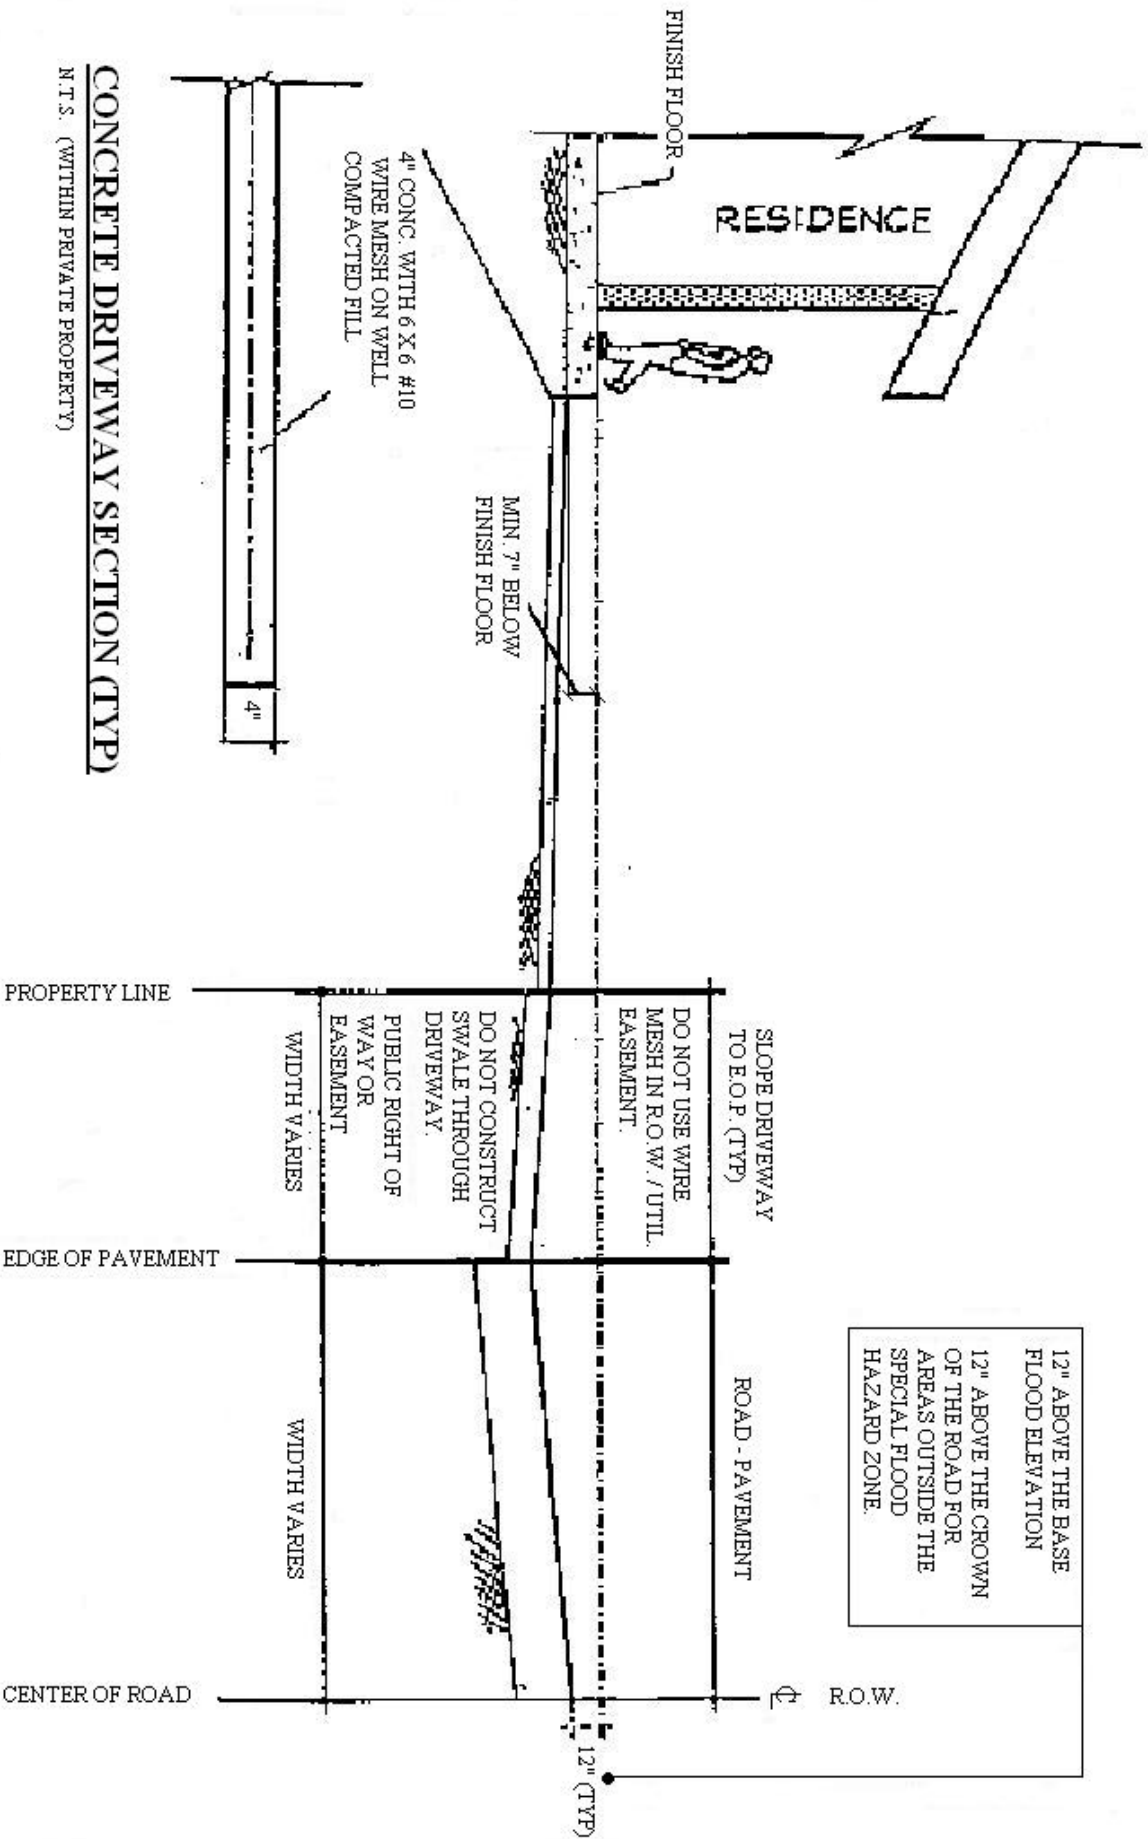 FINISH FLOOR
RESIDENCE
4" CONC. WITH 6 X 6 #10
WIRE MESH ON WELL
COMPACTED FILL
MIN. 7" BELOW
FINISH FLOOR
4"
CONCRETE DRIVEWAY SECTION (TYP)
N.T.S. (WITHIN PRIVATE PROPERTY)
SLOPE DRIVEWAY
TO E.O.P. (TYP)
DO NOT USE WIRE
MESH IN R.O.W. / UTIL.
EASEMENT.
DO NOT CONSTRUCT
SWALE THROUGH
DRIVEWAY.
PUBLIC RIGHT OF
WAY OR
EASEMENT
WIDTH VARIES
PROPERTY LINE
EDGE OF PAVEMENT
12" ABOVE THE BASE
FLOOD ELEVATION
12" ABOVE THE CROWN
OF THE ROAD FOR
AREAS OUTSIDE THE
SPECIAL FLOOD
HAZARD ZONE.
ROAD - PAVEMENT
WIDTH VARIES
R.O.W.
12" (TYP)
CENTER OF ROAD